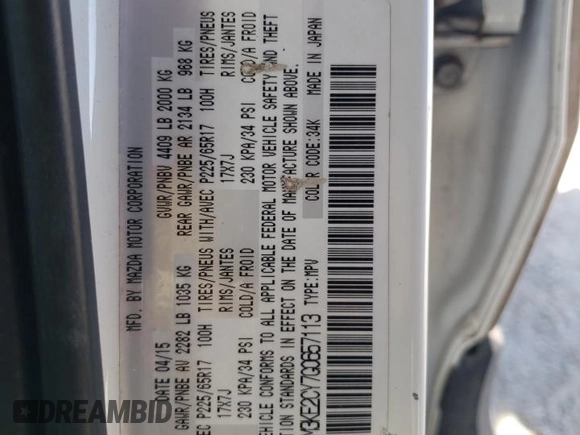 MFD. BY MAZDA MOTOR CORPORATION
DATE 04/15 GVWR/PNBV 4409 LB 2000 KG
GAWR/PNBE AV 2282 LB 1035 KG REAR GAWR/PNBE AR 2134 LB 968 KG
P225/65R17 100H TIRES/PNEUS WITH/AVEC P225/65R17 100H TIRES/PNEUS
17X7J RIMS/JANTES 17X7J RIMS/JANTES
230 KPA/34 PSI COLD/A FROID 230 KPA/34 PSI COLD/A FROID
CONFORMS TO ALL APPLICABLE FEDERAL MOTOR VEHICLE SAFETY AND THEFT
STANDARDS IN EFFECT ON THE DATE OF MANUFACTURE SHOWN ABOVE.
TYPE:MPV COLOR CODE:34K MADE IN JAPAN
DEALERSCARS